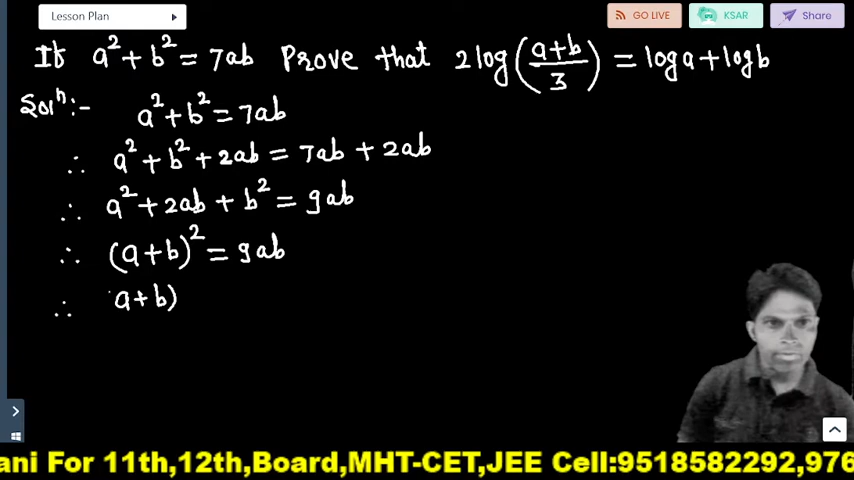 Lesson Plan
GO LIVE
KSAR
Share
If a² + b² = 7ab Prove that 2log((a+b)/3) = loga + logb
Solⁿ:- a² + b² = 7ab
∴ a² + b² + 2ab = 7ab + 2ab
∴ a² + 2ab + b² = 9ab
∴ (a+b)² = 9ab
∴ a+b)
ani For 11th,12th,Board,MHT-CET,JEE Cell:9518582292,976